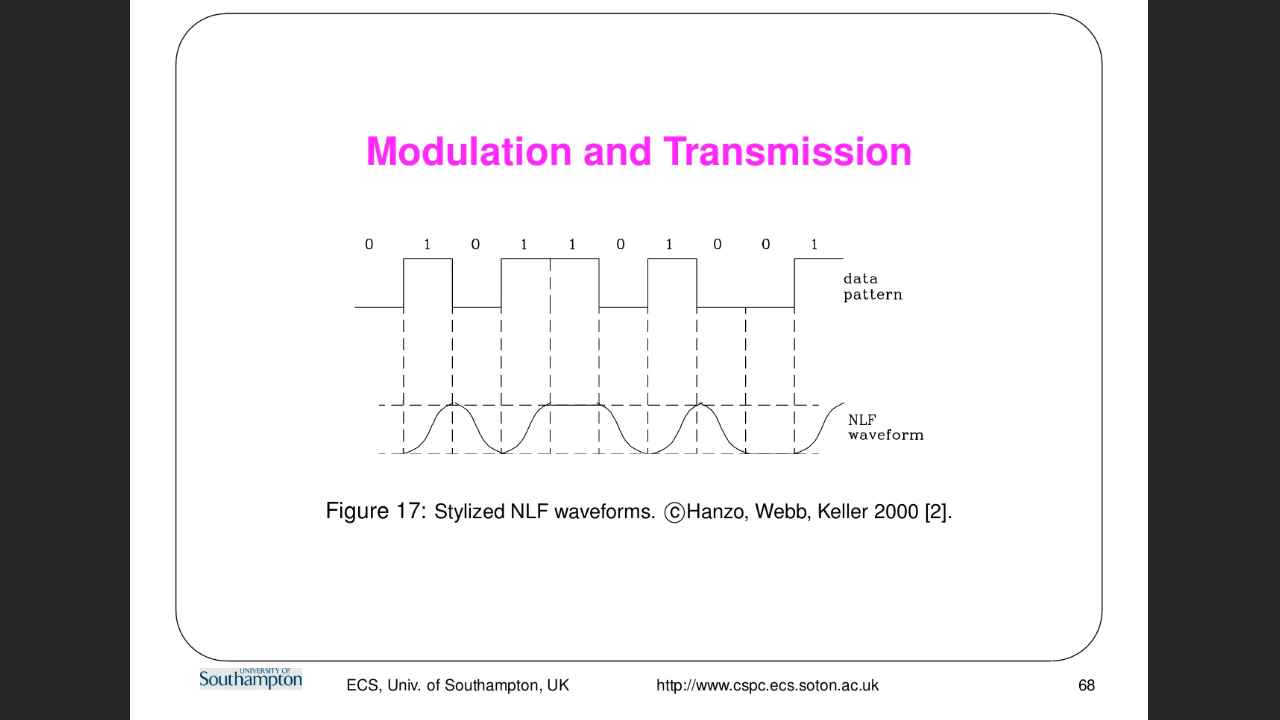 Modulation and Transmission
0 1 0 1 1 0 1 0 0 1
data
pattern
NLF
waveform
Figure 17: Stylized NLF waveforms. ©Hanzo, Webb, Keller 2000 [2].
UNIVERSITY OF
Southampton
ECS, Univ. of Southampton, UK http://www.cspc.ecs.soton.ac.uk 68